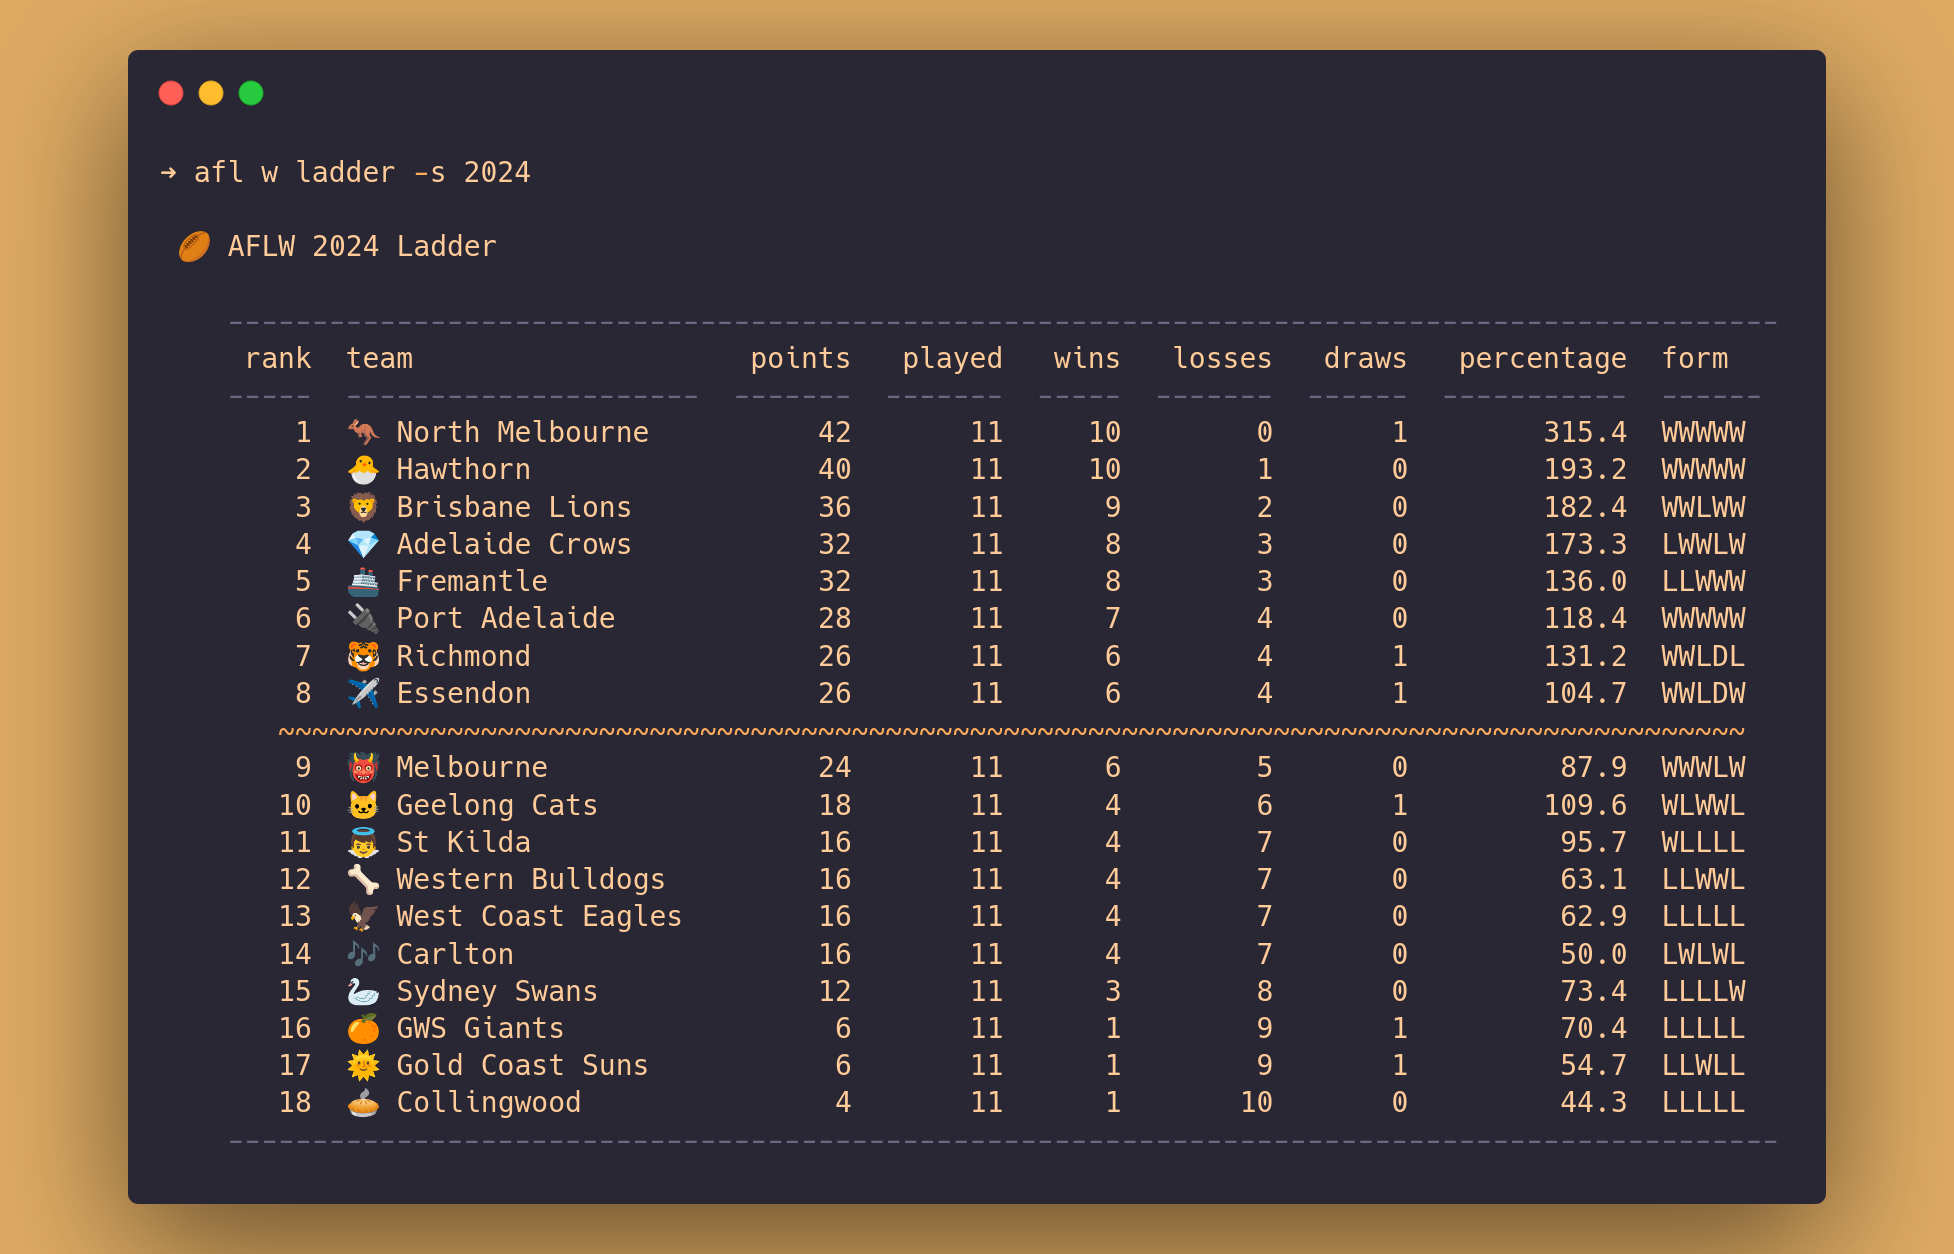 ➜ afl w ladder -s 2024
🏉 AFLW 2024 Ladder
--------------------------------------------------------------------------------------------
rank  team                    points   played   wins   losses   draws   percentage  form
-----  ---------------------  -------  -------  -----  -------  ------  -----------  ------
1  🦘 North Melbourne          42       11     10        0       1        315.4  WWWWW
2  🐣 Hawthorn                 40       11     10        1       0        193.2  WWWWW
3  🦁 Brisbane Lions           36       11      9        2       0        182.4  WWLWW
4  💎 Adelaide Crows           32       11      8        3       0        173.3  LWWLW
5  🚢 Fremantle                32       11      8        3       0        136.0  LLWWW
6  🔌 Port Adelaide            28       11      7        4       0        118.4  WWWWW
7  🐯 Richmond                 26       11      6        4       1        131.2  WWLDL
8  ✈️ Essendon                 26       11      6        4       1        104.7  WWLDW
~~~~~~~~~~~~~~~~~~~~~~~~~~~~~~~~~~~~~~~~~~~~~~~~~~~~~~~~~~~~~~~~~~~~~~~~~~~~~~~~~~~~~~~
9  👹 Melbourne                24       11      6        5       0         87.9  WWWLW
10  🐱 Geelong Cats             18       11      4        6       1        109.6  WLWWL
11  👼 St Kilda                 16       11      4        7       0         95.7  WLLLL
12  🦴 Western Bulldogs         16       11      4        7       0         63.1  LLWWL
13  🦅 West Coast Eagles        16       11      4        7       0         62.9  LLLLL
14  🎶 Carlton                  16       11      4        7       0         50.0  LWLWL
15  🦢 Sydney Swans             12       11      3        8       0         73.4  LLLLW
16  🍊 GWS Giants                6       11      1        9       1         70.4  LLLLL
17  🌞 Gold Coast Suns           6       11      1        9       1         54.7  LLWLL
18  🥧 Collingwood               4       11      1       10       0         44.3  LLLLL
--------------------------------------------------------------------------------------------